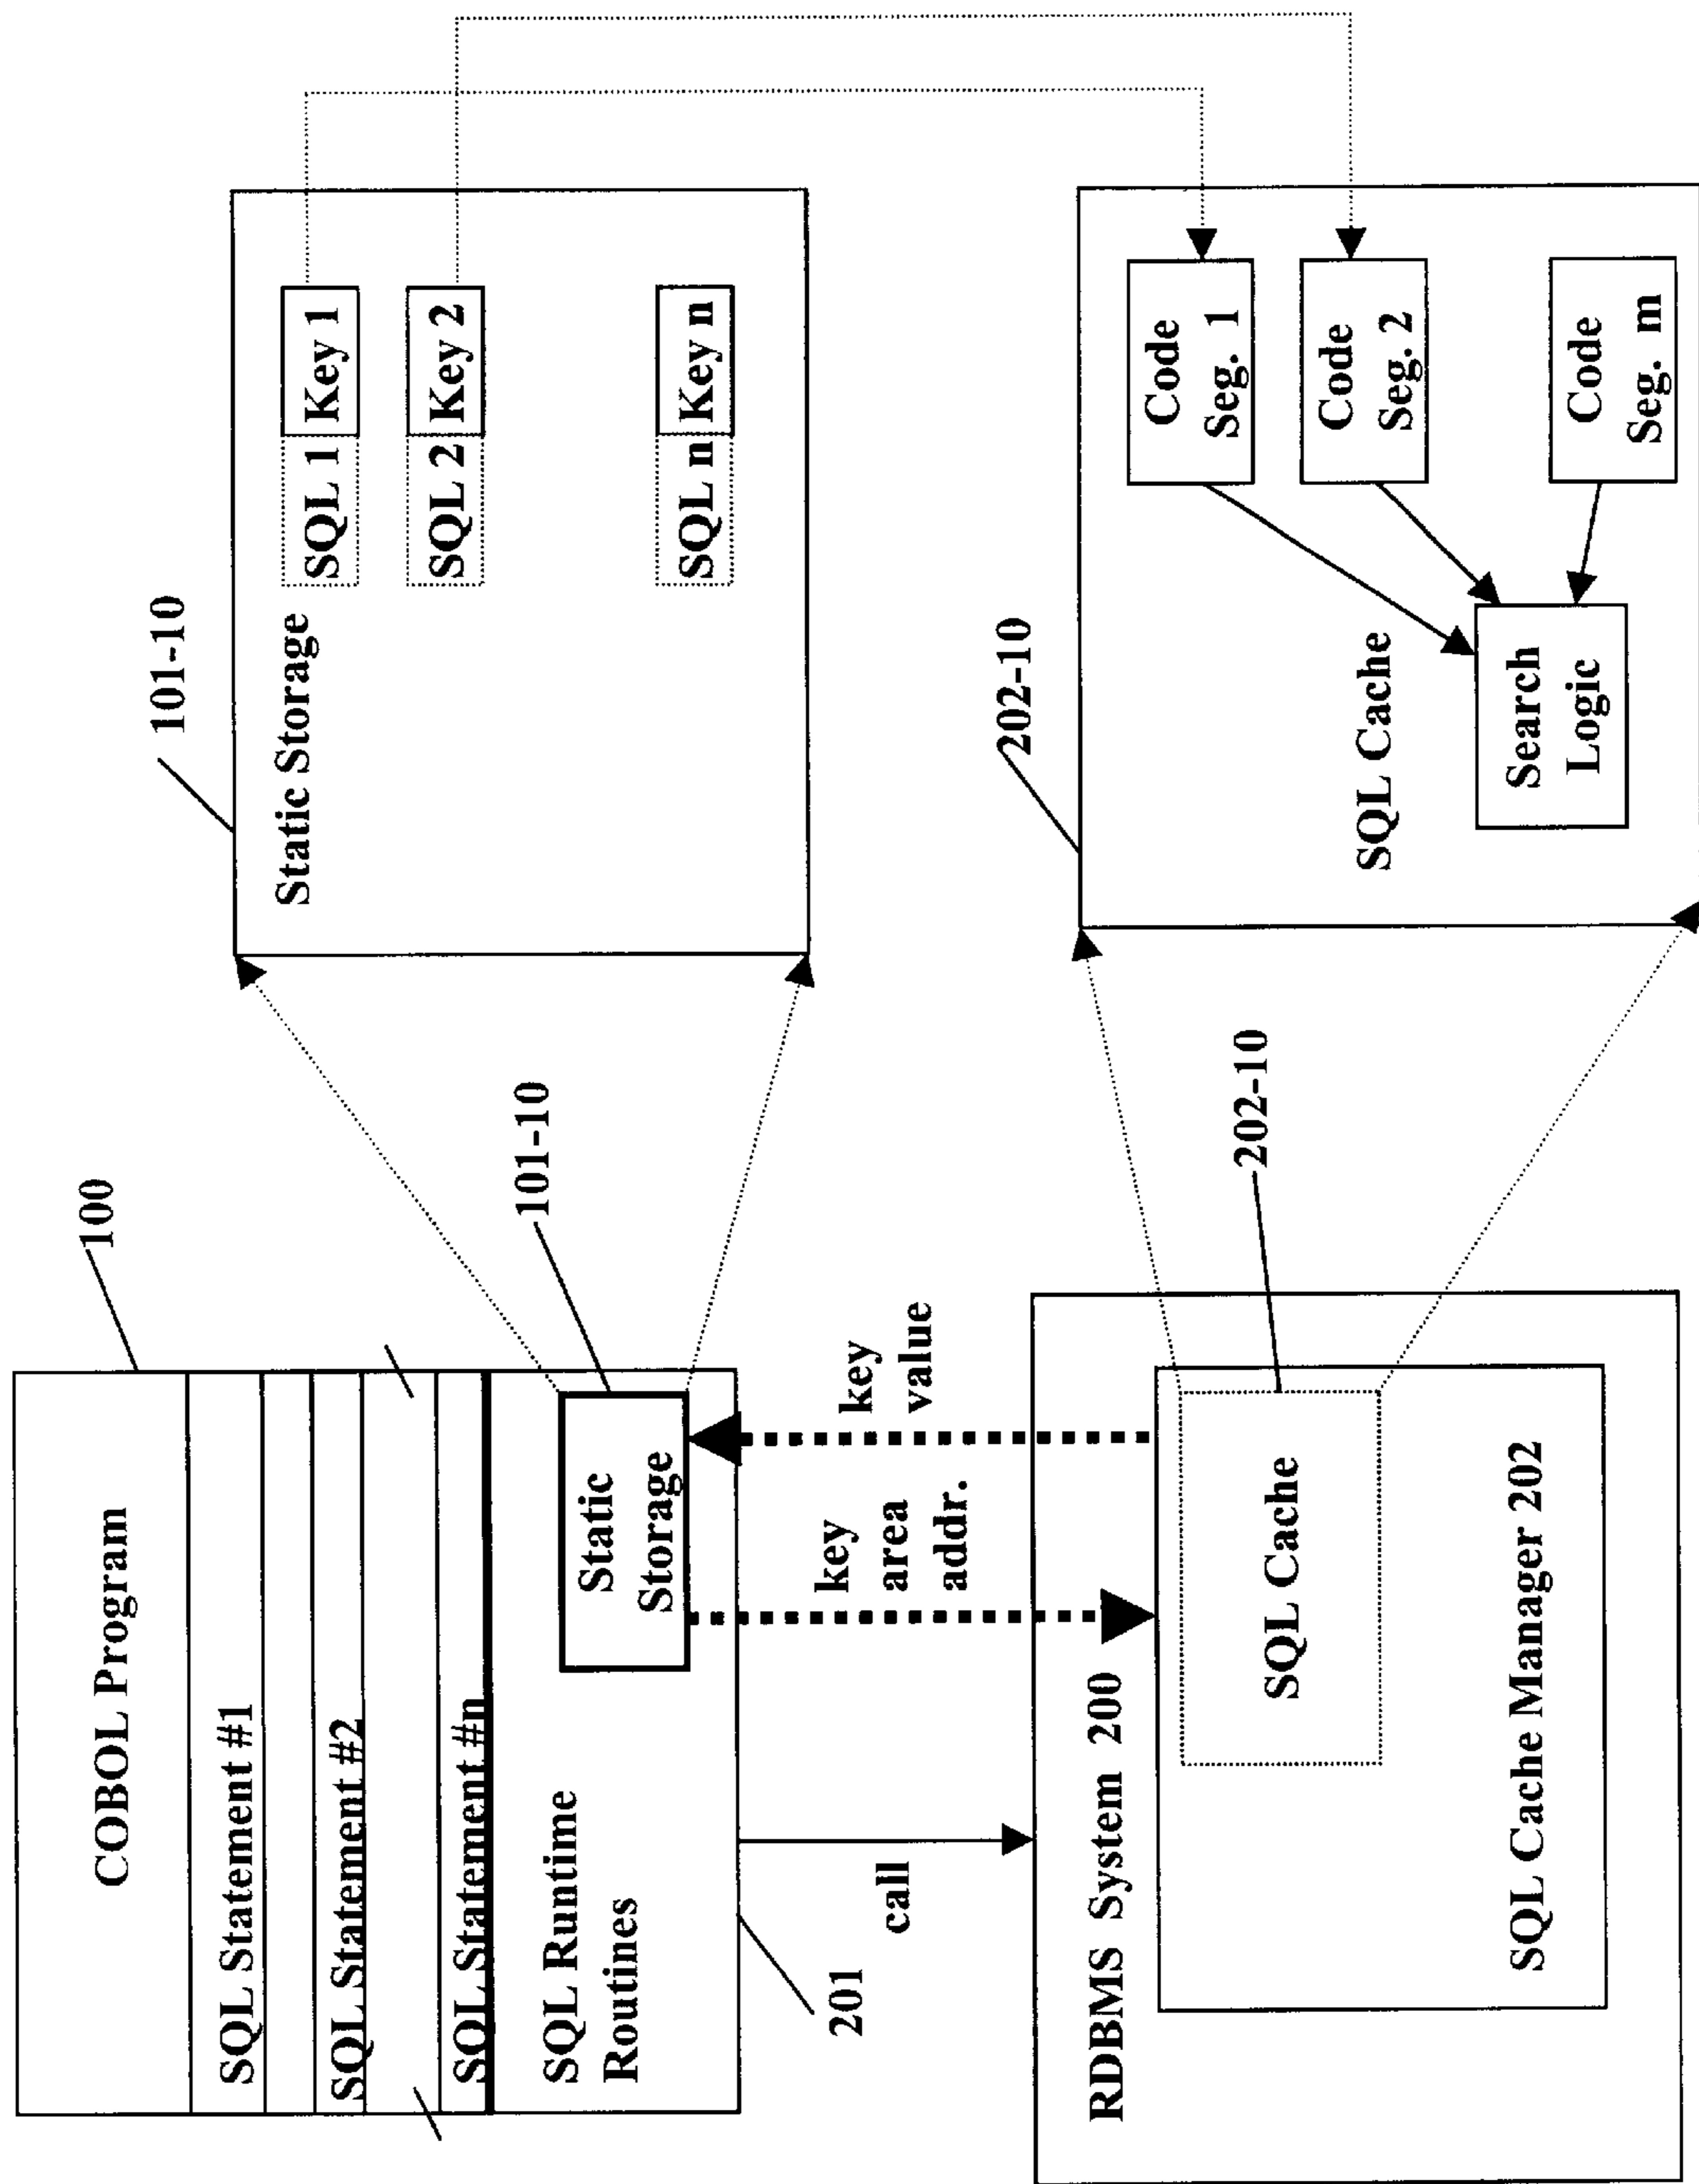 100
COBOL Program
SQL Statement #1
SQL Statement #2
SQL Statement #n
SQL Runtime
Routines
Static
Storage
101-10
201
call
key
area
addr.
key
value
RDBMS System 200
SQL Cache
202-10
SQL Cache Manager 202
101-10
Static Storage
SQL 1 Key 1
SQL 2 Key 2
SQL n Key n
202-10
SQL Cache
Search
Logic
Code
Seg. 1
Code
Seg. 2
Code
Seg. m